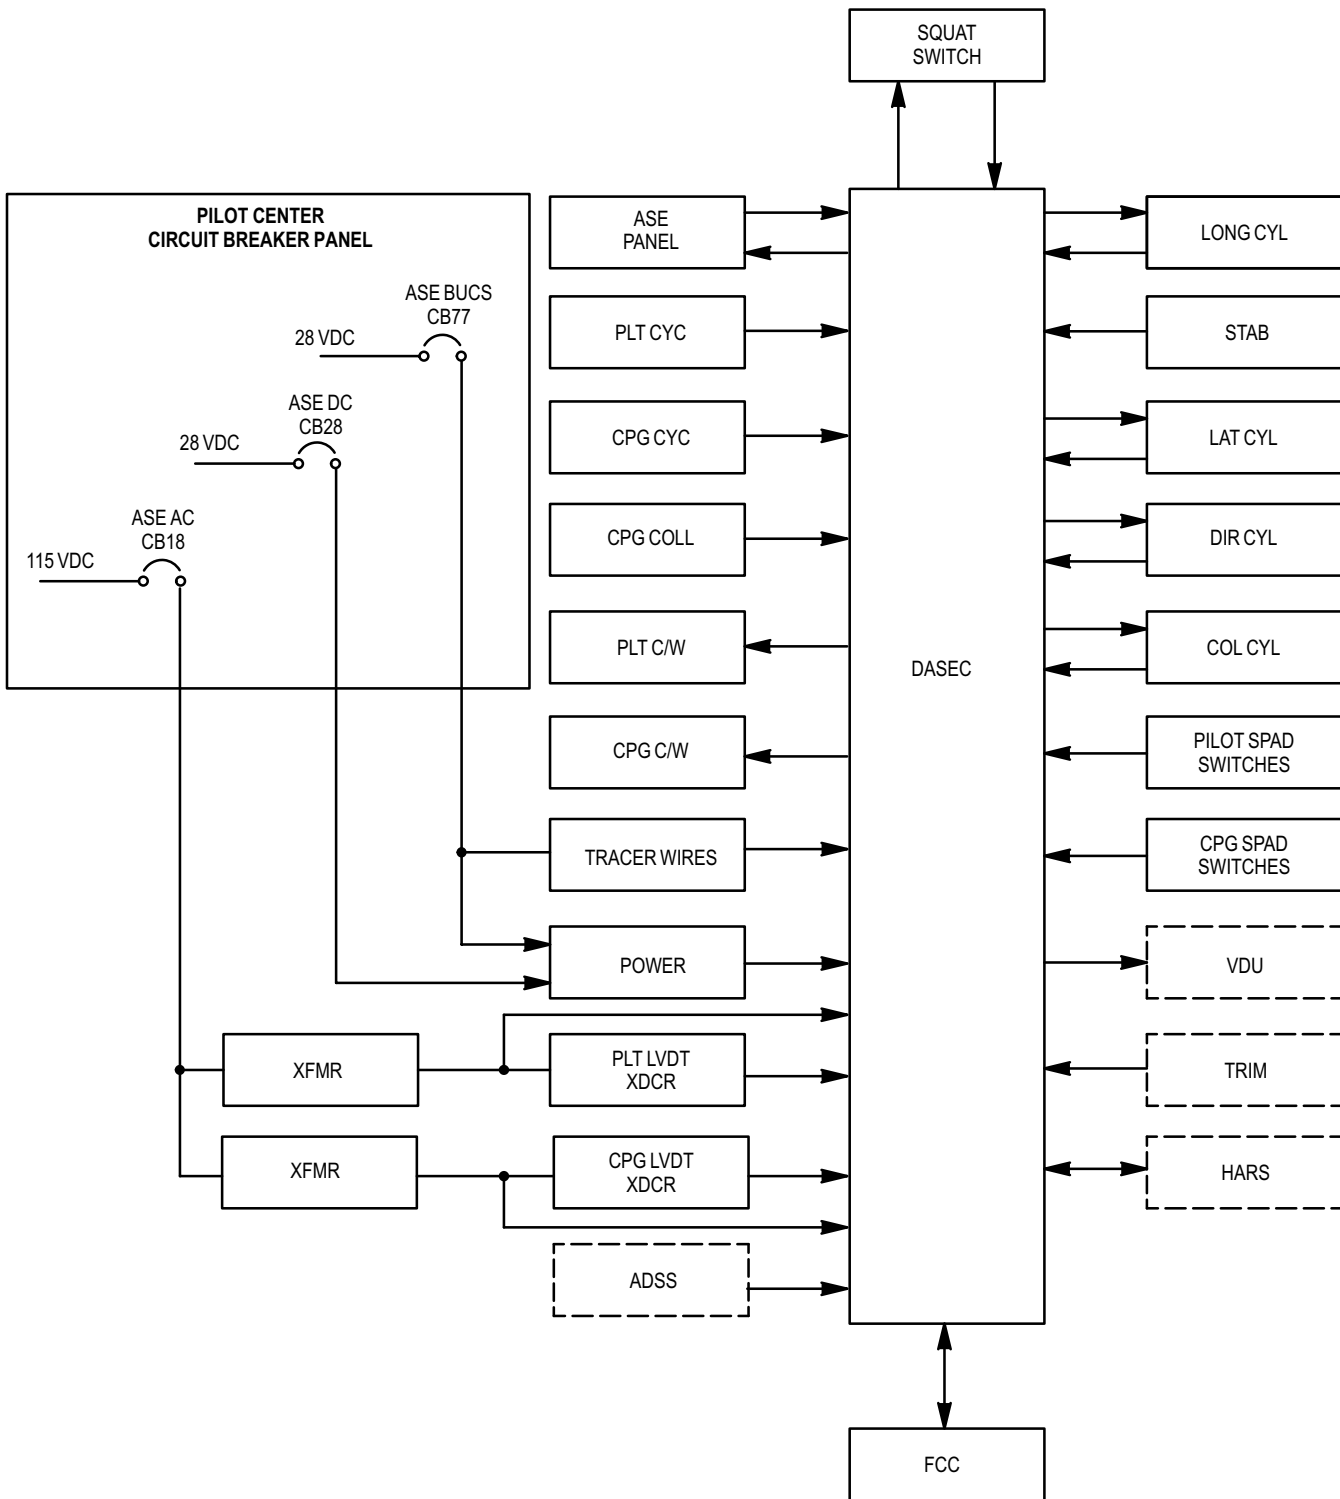 SQUAT
SWITCH
PILOT CENTER
CIRCUIT BREAKER PANEL
ASE BUCS
CB77
28 VDC
ASE DC
CB28
28 VDC
ASE AC
CB18
115 VDC
ASE
PANEL
PLT CYC
CPG CYC
CPG COLL
PLT C/W
CPG C/W
TRACER WIRES
POWER
XFMR
PLT LVDT
XDCR
XFMR
CPG LVDT
XDCR
ADSS
DASEC
LONG CYL
STAB
LAT CYL
DIR CYL
COL CYL
PILOT SPAD
SWITCHES
CPG SPAD
SWITCHES
VDU
TRIM
HARS
FCC